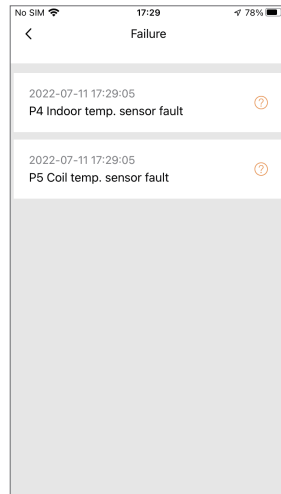 No SIM 17:29 78%
Failure
2022-07-11 17:29:05
P4 Indoor temp. sensor fault
?
2022-07-11 17:29:05
P5 Coil temp. sensor fault
?